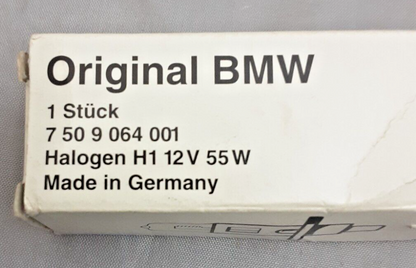 Original BMW
1 Stück
7 50 9 064 001
Halogen H1 12V 55W
Made in Germany